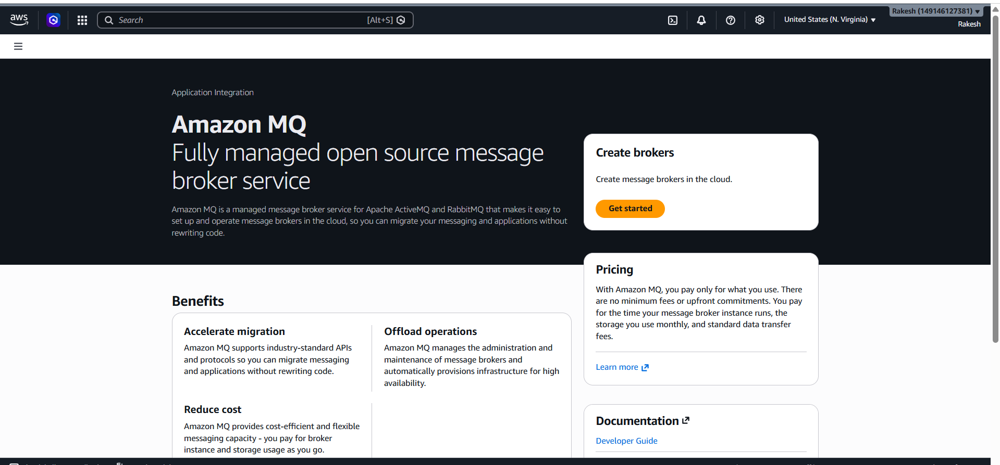 aws
Search
[Alt+S]
United States (N. Virginia)
Rakesh (149146127381)
Rakesh
Application Integration
Amazon MQ
Fully managed open source message
broker service
Amazon MQ is a managed message broker service for Apache ActiveMQ and RabbitMQ that makes it easy to
set up and operate message brokers in the cloud, so you can migrate your messaging and applications without
rewriting code.
Create brokers
Create message brokers in the cloud.
Get started
Pricing
With Amazon MQ, you pay only for what you use. There
are no minimum fees or upfront commitments. You pay
for the time your message broker instance runs, the
storage you use monthly, and standard data transfer
fees.
Learn more
Benefits
Accelerate migration
Amazon MQ supports industry-standard APIs
and protocols so you can migrate messaging
and applications without rewriting code.
Offload operations
Amazon MQ manages the administration and
maintenance of message brokers and
automatically provisions infrastructure for high
availability.
Reduce cost
Amazon MQ provides cost-efficient and flexible
messaging capacity - you pay for broker
instance and storage usage as you go.
Documentation
Developer Guide